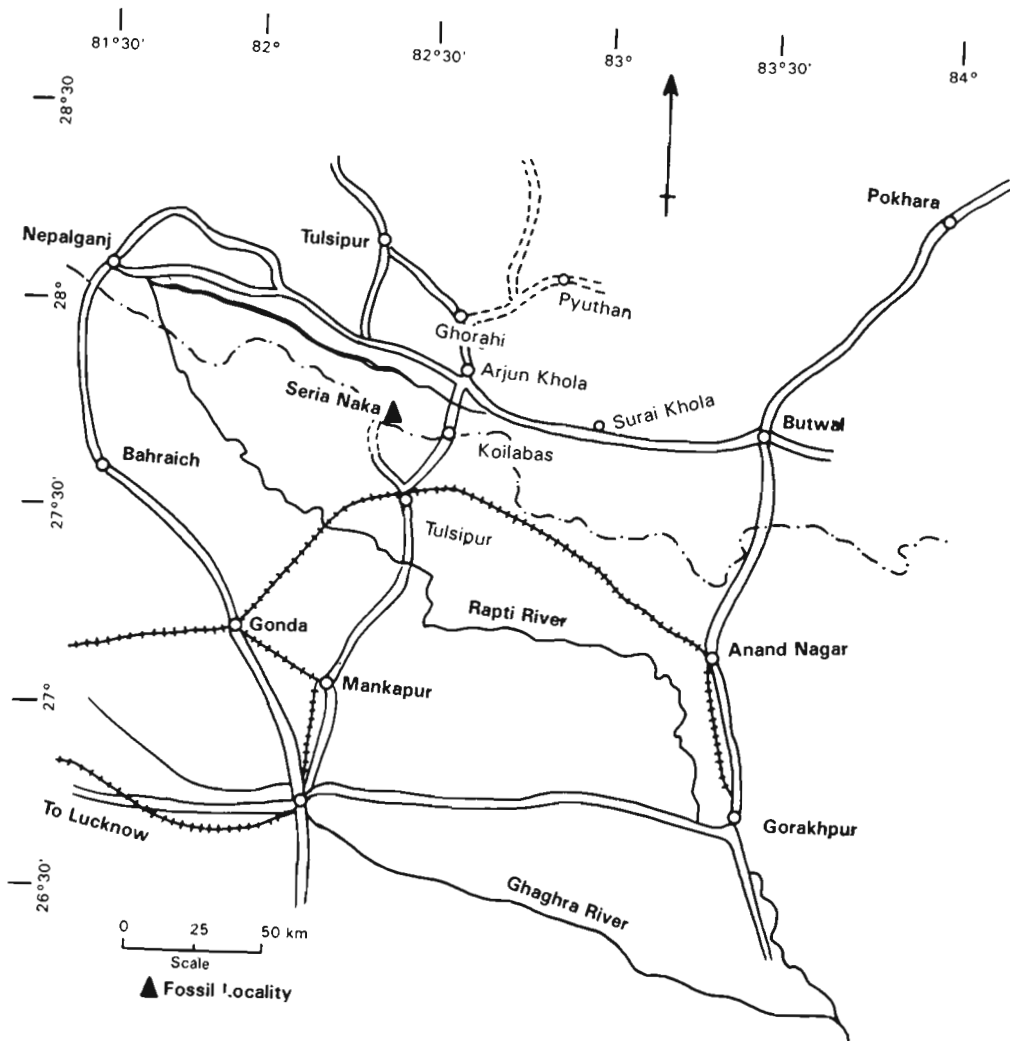 81°30'
82°
82°30'
83°
83°30'
84°
28°30
Pokhara
Nepalganj
Tulsipur
28°
Pyuthan
Ghorahi
Arjun Khola
Seria Naka
Surai Khola
Butwal
Koilabas
Bahraich
27°30'
Tulsipur
Rapti River
Gonda
Anand Nagar
Mankapur
27°
To Lucknow
Gorakhpur
26°30'
Ghaghra River
0 25 50 km
Scale
Fossil Locality